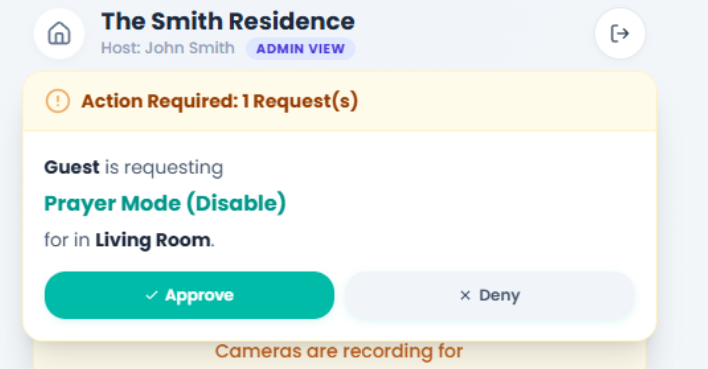 The Smith Residence
Host: John Smith ADMIN VIEW
Action Required: 1 Request(s)
Guest is requesting
Prayer Mode (Disable)
for in Living Room.
Approve Deny
Cameras are recording for